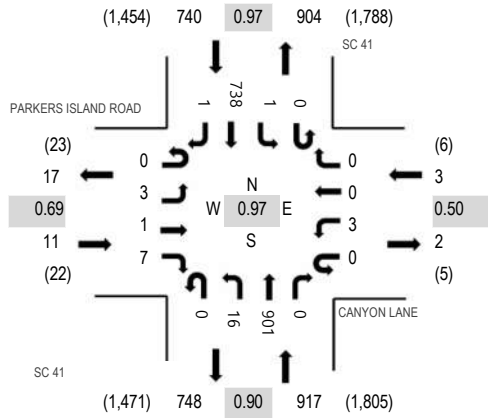 (1,454) 740 0.97 904 (1,788)
SC 41
1 738 1 0
PARKERS ISLAND ROAD
(23) (6)
17 0 0 3
N
0.69 3 0 0.50
W 0.97 E
11 1 3 2
S
(22) 7 0 (5)
0 16 901 0
CANYON LANE
SC 41
(1,471) 748 0.90 917 (1,805)